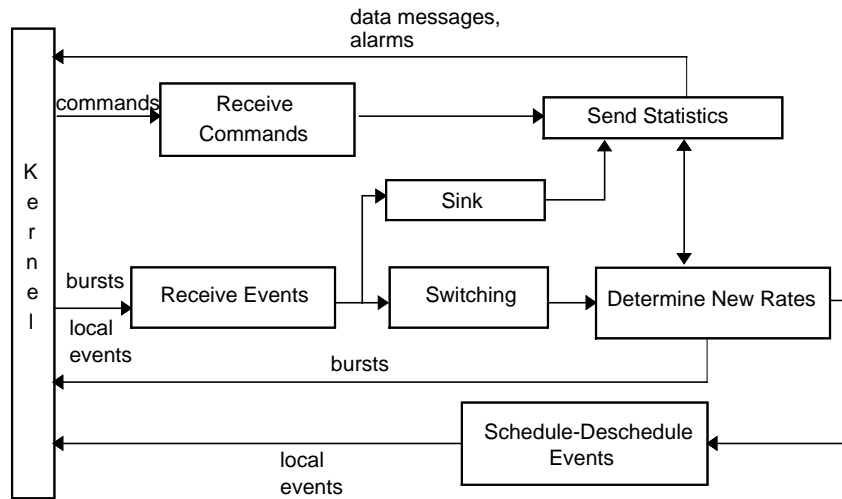 data messages,
alarms
commands
Receive
Commands
Send Statistics
K
e
r
n
e
l
Sink
bursts
Receive Events
Switching
Determine New Rates
local
events
bursts
Schedule-Deschedule
Events
local
events